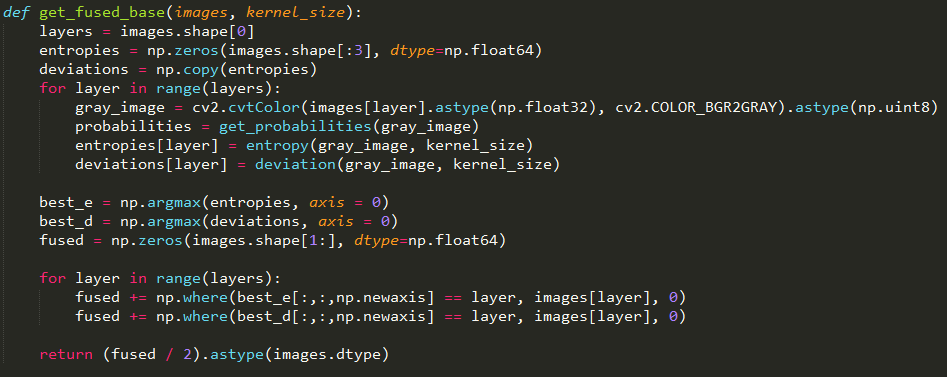 def get_fused_base(images, kernel_size):
    layers = images.shape[0]
    entropies = np.zeros(images.shape[:3], dtype=np.float64)
    deviations = np.copy(entropies)
    for layer in range(layers):
        gray_image = cv2.cvtColor(images[layer].astype(np.float32), cv2.COLOR_BGR2GRAY).astype(np.uint8)
        probabilities = get_probabilities(gray_image)
        entropies[layer] = entropy(gray_image, kernel_size)
        deviations[layer] = deviation(gray_image, kernel_size)

    best_e = np.argmax(entropies, axis = 0)
    best_d = np.argmax(deviations, axis = 0)
    fused = np.zeros(images.shape[1:], dtype=np.float64)

    for layer in range(layers):
        fused += np.where(best_e[:,:,np.newaxis] == layer, images[layer], 0)
        fused += np.where(best_d[:,:,np.newaxis] == layer, images[layer], 0)

    return (fused / 2).astype(images.dtype)